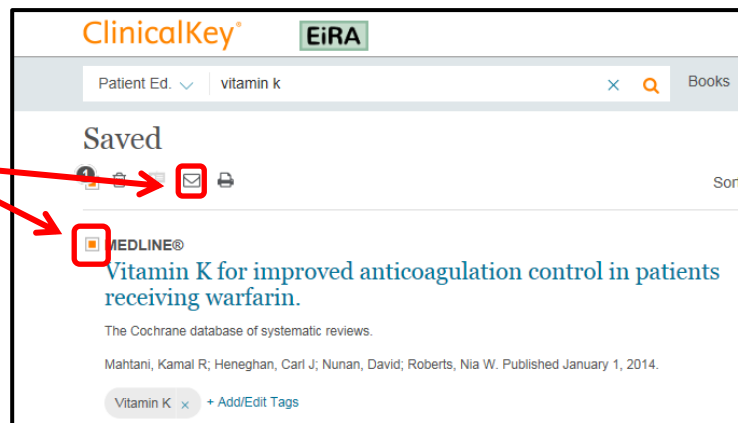 ClinicalKey® EiRA
Patient Ed. vitamin k × Books
Saved
1
MEDLINE®
Vitamin K for improved anticoagulation control in patients
receiving warfarin.
The Cochrane database of systematic reviews.
Mahtani, Kamal R; Heneghan, Carl J; Nunan, David; Roberts, Nia W. Published January 1, 2014.
Vitamin K × + Add/Edit Tags